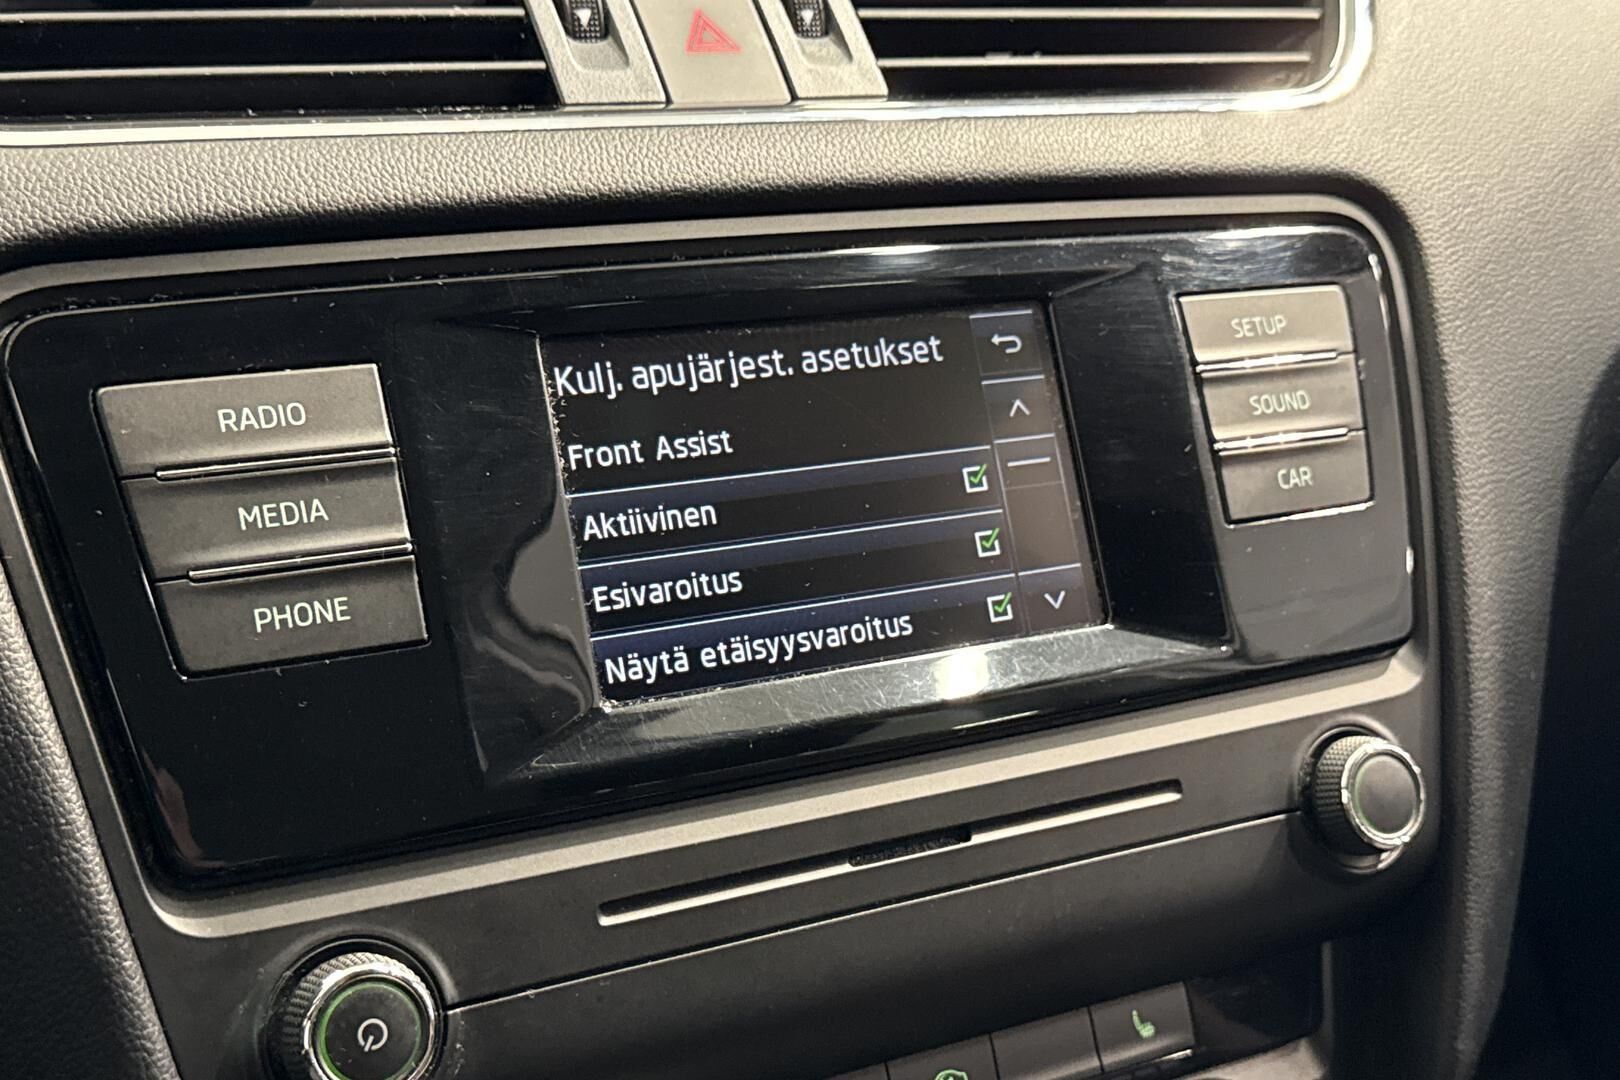 RADIO
MEDIA
PHONE
Kulj. apujärjest. asetukset
Front Assist
Aktiivinen
Esivaroitus
Näytä etäisyysvaroitus
SETUP
SOUND
CAR